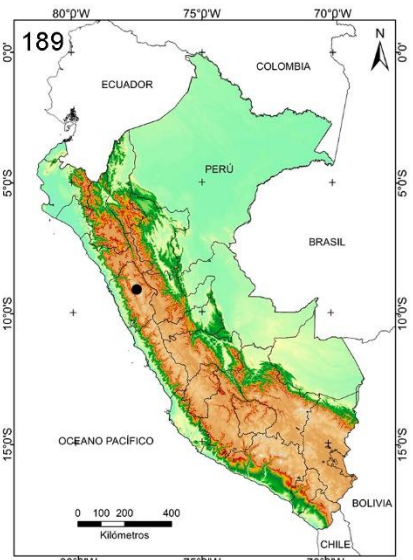 189
80°0'W 75°0'W 70°0'W
N
0°0' 0°0'
COLOMBIA
ECUADOR
PERÚ
5°0'S 5°0'S
BRASIL
10°0'S 10°0'S
OCEANO PACÍFICO
15°0'S 15°0'S
BOLIVIA
0 100 200 400
Kilómetros
CHILE